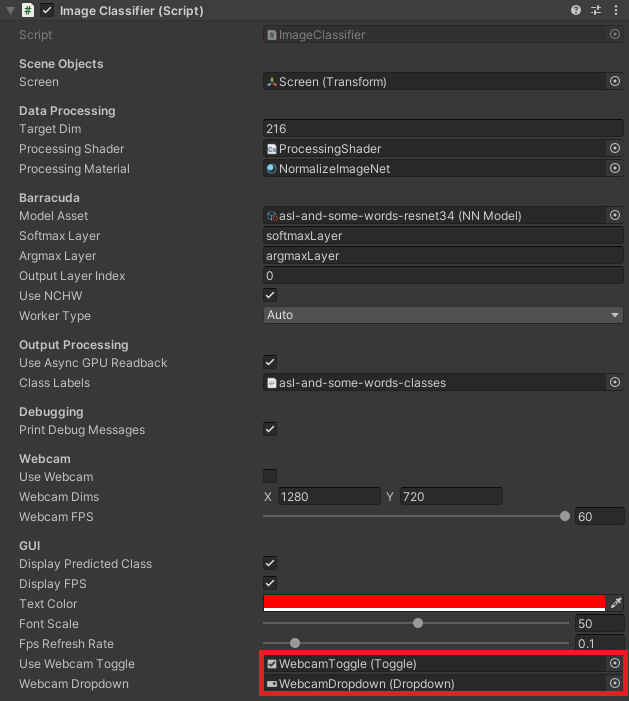 Image Classifier (Script)
Script ImageClassifier
Scene Objects
Screen Screen (Transform)
Data Processing
Target Dim 216
Processing Shader ProcessingShader
Processing Material NormalizeImageNet
Barracuda
Model Asset asl-and-some-words-resnet34 (NN Model)
Softmax Layer softmaxLayer
Argmax Layer argmaxLayer
Output Layer Index 0
Use NCHW
Worker Type Auto
Output Processing
Use Async GPU Readback
Class Labels asl-and-some-words-classes
Debugging
Print Debug Messages
Webcam
Use Webcam
Webcam Dims X 1280 Y 720
Webcam FPS 60
GUI
Display Predicted Class
Display FPS
Text Color
Font Scale 50
Fps Refresh Rate 0.1
Use Webcam Toggle WebcamToggle (Toggle)
Webcam Dropdown WebcamDropdown (Dropdown)